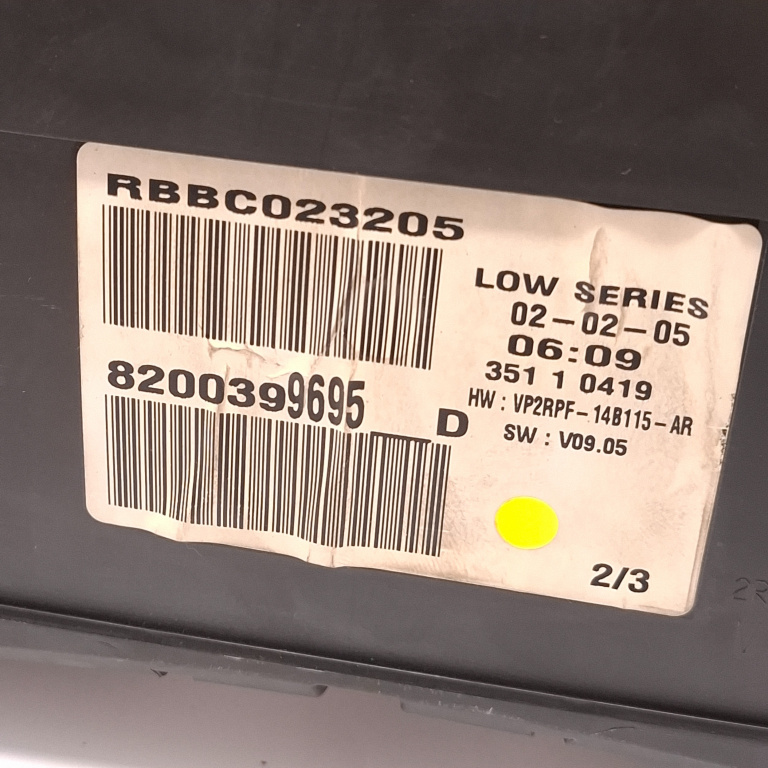 RBBC023205
LOW SERIES
02-02-05
06:09
351 1 0419
8200399695__D
HW : VP2RPF-14B115-AR
SW : V09.05
2/3